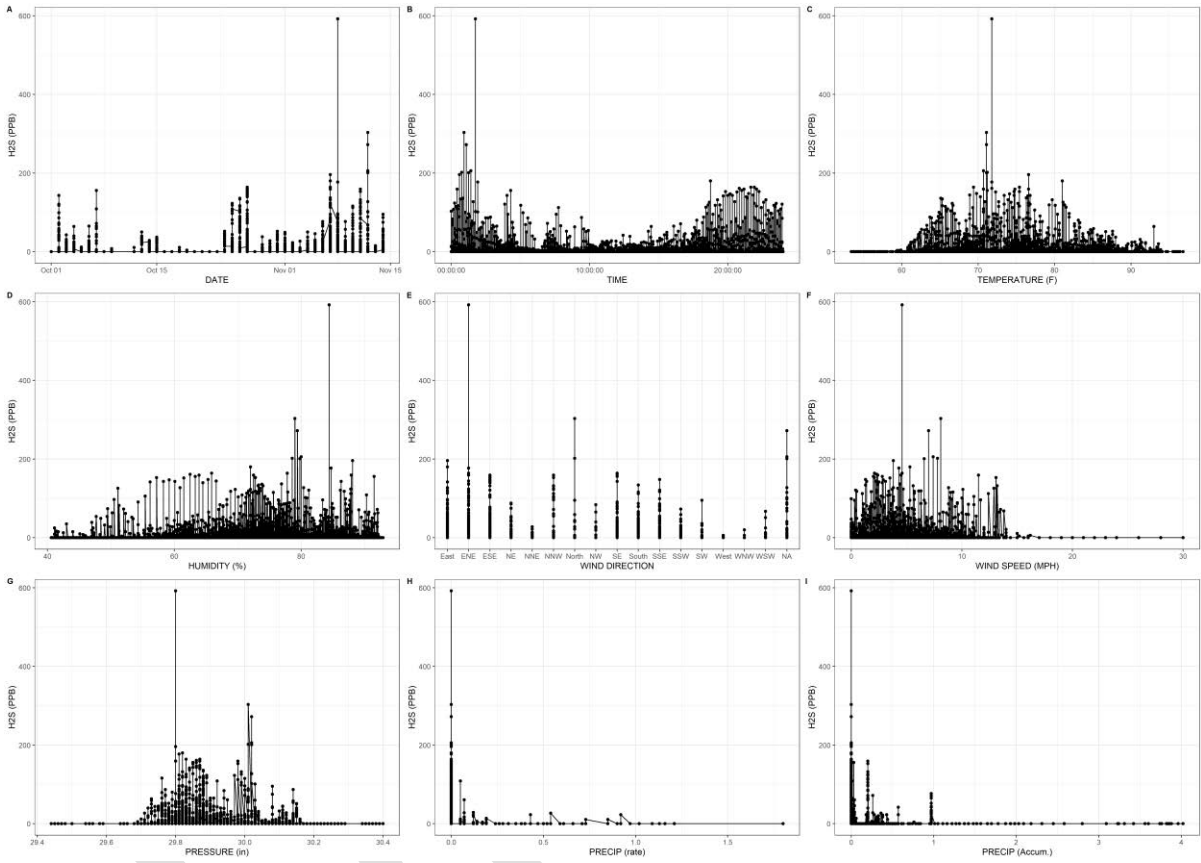 A
B
C
600
400
200
0
H2S (PPB)
Oct 01
Oct 15
Nov 01
Nov 15
DATE
600
400
200
0
H2S (PPB)
00:00:00
10:00:00
20:00:00
TIME
600
400
200
0
H2S (PPB)
60
70
80
90
TEMPERATURE (F)
D
E
F
600
400
200
0
H2S (PPB)
40
60
80
HUMIDITY (%)
600
400
200
0
H2S (PPB)
East ENE ESE NE NNE NNW North NW SE South SSE SSW SW West WNW WSW NA
WIND DIRECTION
600
400
200
0
H2S (PPB)
0
10
20
30
WIND SPEED (MPH)
G
H
I
600
400
200
0
H2S (PPB)
29.4
29.6
29.8
30.0
30.2
30.4
PRESSURE (in)
600
400
200
0
H2S (PPB)
0.0
0.5
1.0
1.5
PRECIP (rate)
600
400
200
0
H2S (PPB)
0
1
2
3
4
PRECIP (Accum.)